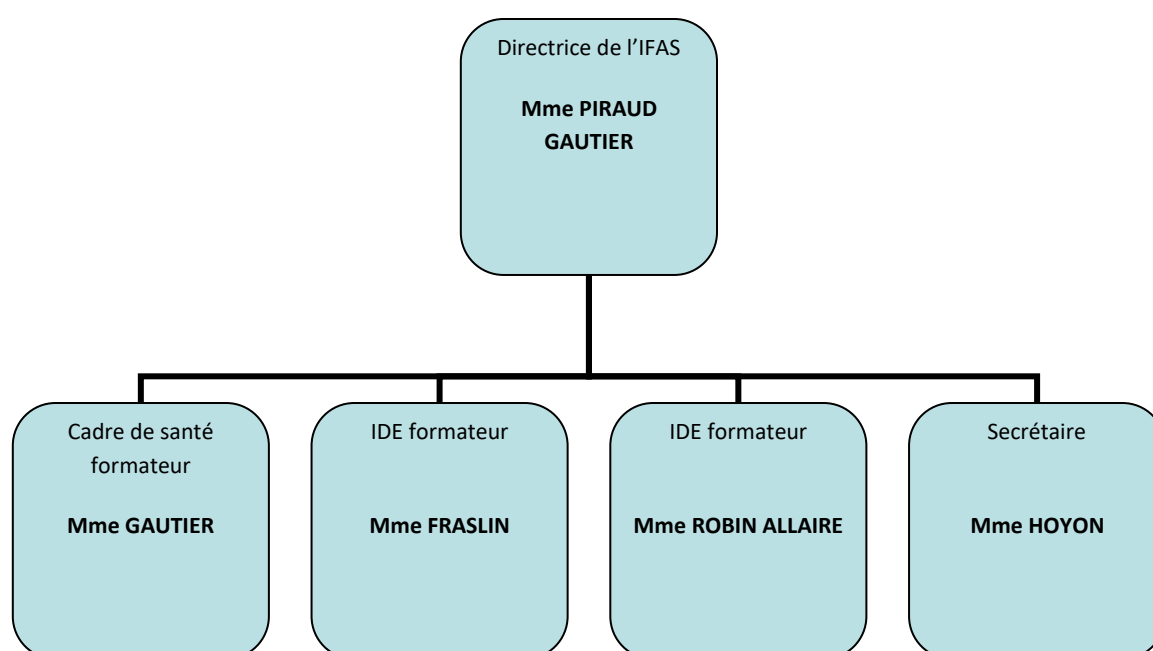 Directrice de l’IFAS
Mme PIRAUD
GAUTIER
Cadre de santé
formateur
Mme GAUTIER
IDE formateur
Mme FRASLIN
IDE formateur
Mme ROBIN ALLAIRE
Secrétaire
Mme HOYON